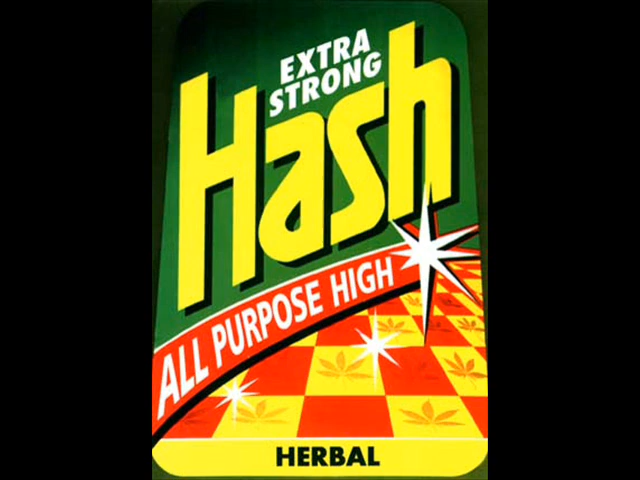 EXTRA
STRONG
Hash
ALL PURPOSE HIGH
HERBAL